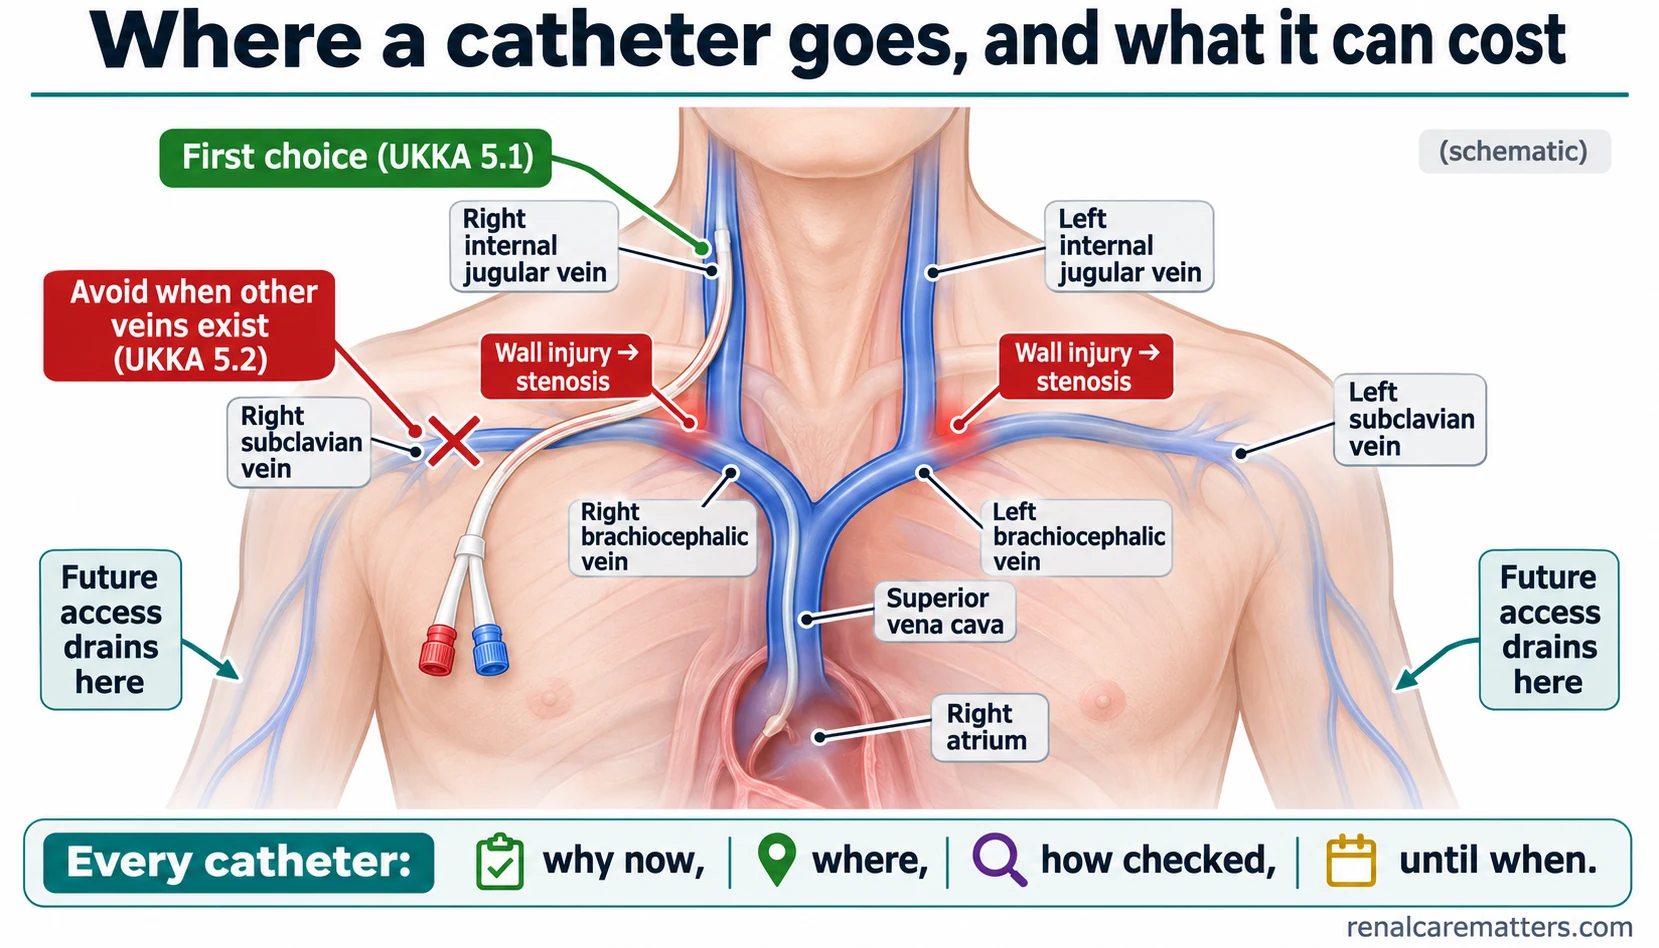 Where a catheter goes, and what it can cost
First choice (UKKA 5.1)
(schematic)
Right
internal
jugular vein
Left
internal
jugular vein
Avoid when other
veins exist
(UKKA 5.2)
Wall injury →
stenosis
Wall injury →
stenosis
Right
subclavian
vein
Left
subclavian
vein
Right
brachiocephalic
vein
Left
brachiocephalic
vein
Future
access
drains
here
Future
access
drains
here
Superior
vena cava
Right
atrium
Every catheter: why now, where, how checked, until when.
renalcarematters.com